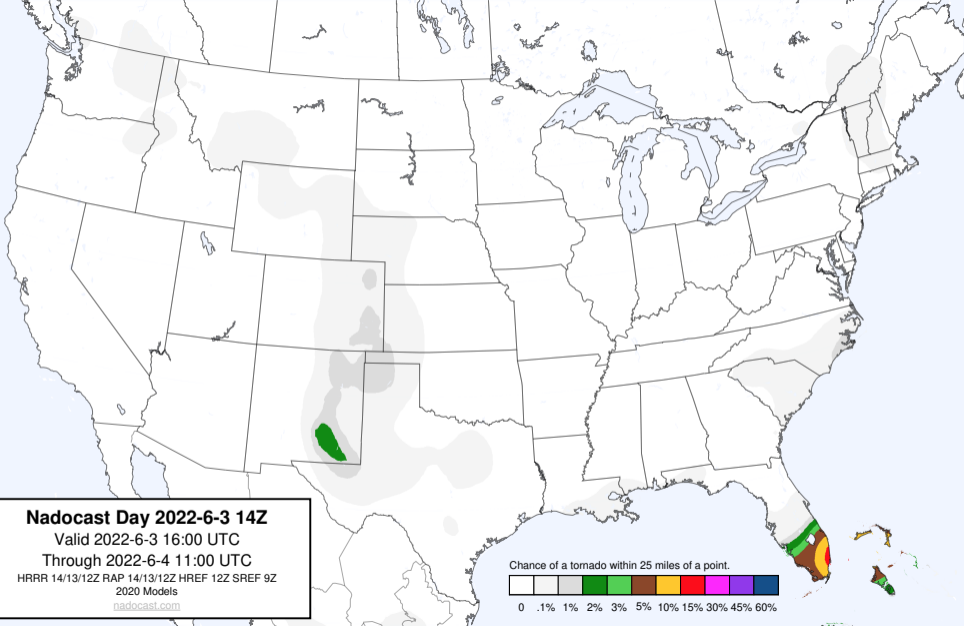 Nadocast Day 2022-6-3 14Z
Valid 2022-6-3 16:00 UTC
Through 2022-6-4 11:00 UTC
HRRR 14/13/12Z RAP 14/13/12Z HREF 12Z SREF 9Z
2020 Models
nadocast.com
Chance of a tornado within 25 miles of a point.
0 .1% 1% 2% 3% 5% 10% 15% 30% 45% 60%